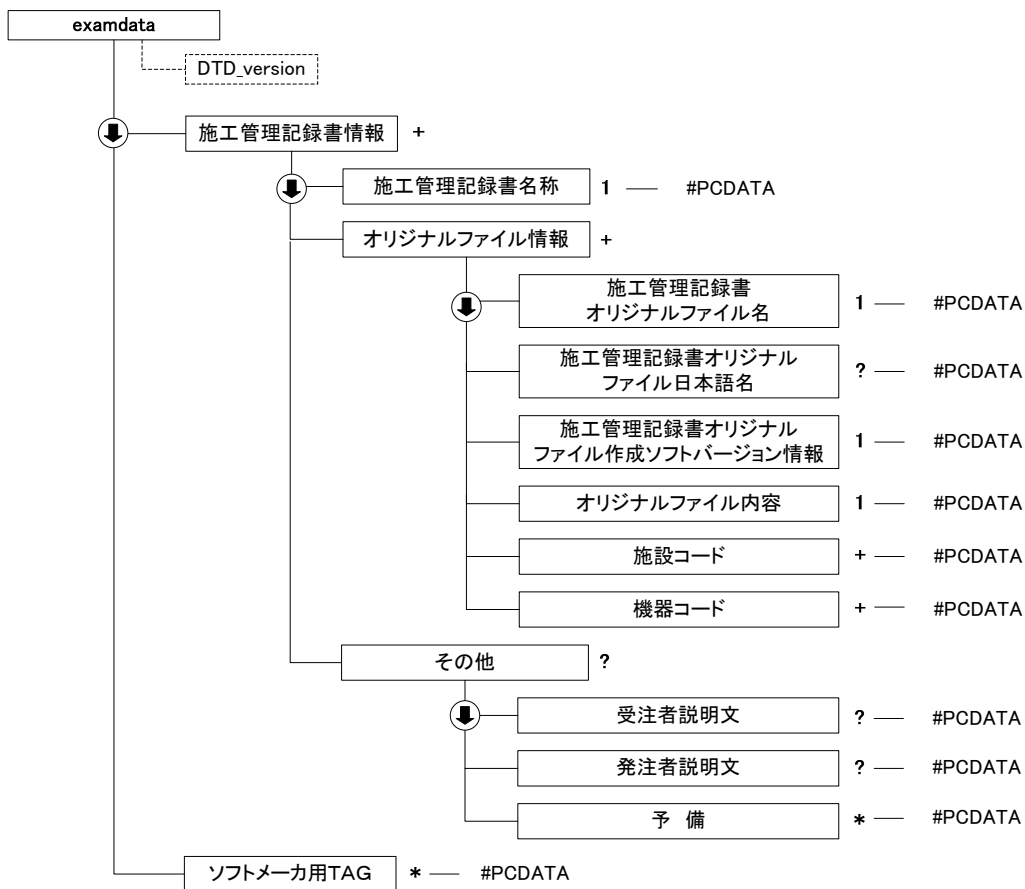 examdata
DTD_version
施工管理記録書情報 +
施工管理記録書名称 1 #PCDATA
オリジナルファイル情報 +
施工管理記録書
オリジナルファイル名 1 #PCDATA
施工管理記録書オリジナル
ファイル日本語名 ? #PCDATA
施工管理記録書オリジナル
ファイル作成ソフトバージョン情報 1 #PCDATA
オリジナルファイル内容 1 #PCDATA
施設コード + #PCDATA
機器コード + #PCDATA
その他 ?
受注者説明文 ? #PCDATA
発注者説明文 ? #PCDATA
予 備 * #PCDATA
ソフトメーカ用TAG * #PCDATA